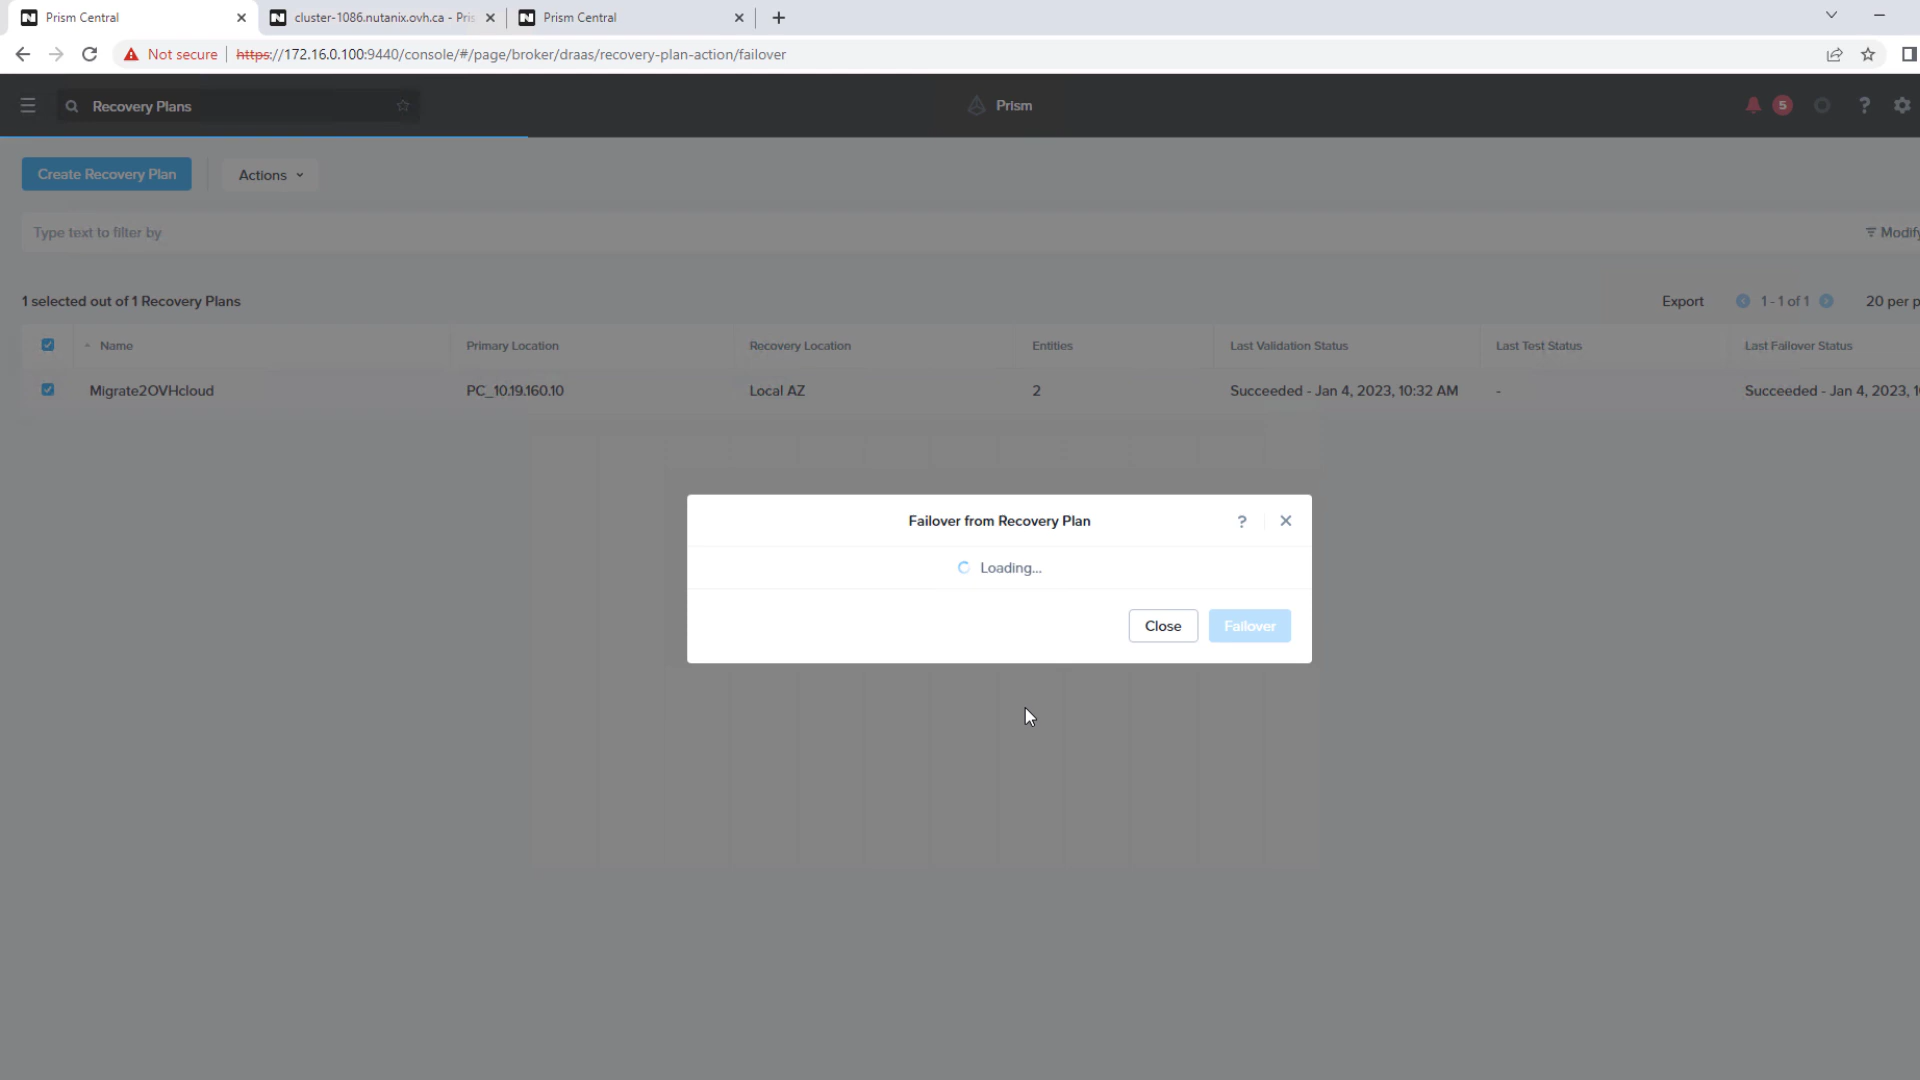 Prism Central
cluster-1086.nutanix.ovh.ca - Pris
Prism Central
Not secure https://172.16.0.100:9440/console/#/page/broker/draas/recovery-plan-action/failover
Recovery Plans
Prism
5
?
Create Recovery Plan
Actions
Type text to filter by
Modify
1 selected out of 1 Recovery Plans
Export
1 - 1 of 1
20 per p
Name
Primary Location
Recovery Location
Entities
Last Validation Status
Last Test Status
Last Failover Status
Migrate2OVHcloud
PC_10.19.160.10
Local AZ
2
Succeeded - Jan 4, 2023, 10:32 AM
-
Succeeded - Jan 4, 2023, 1
Failover from Recovery Plan
?
Loading...
Close
Failover